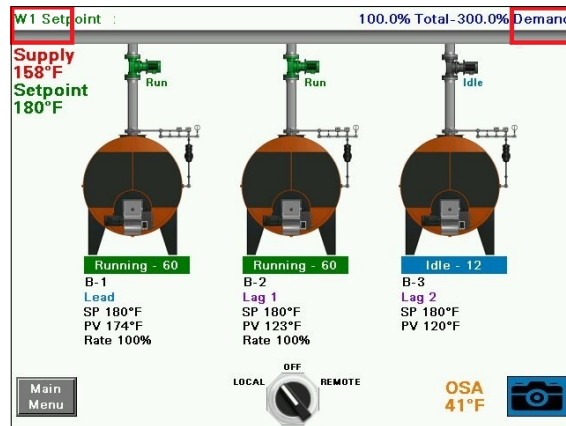 W1 Setpoint :
100.0% Total-300.0% Demand
Supply
158°F
Setpoint
180°F
Run
Run
Idle
Running - 60
Running - 60
Idle - 12
B-1
Lead
SP 180°F
PV 174°F
Rate 100%
B-2
Lag 1
SP 180°F
PV 123°F
Rate 100%
B-3
Lag 2
SP 180°F
PV 120°F
Main
Menu
LOCAL
OFF
REMOTE
OSA
41°F